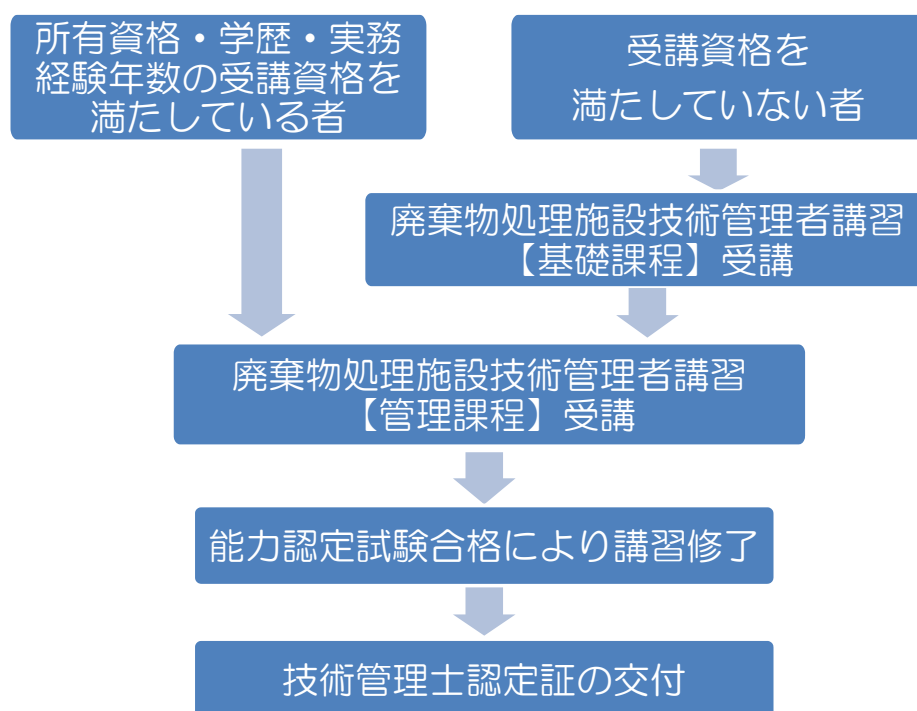 所有資格・学歴・実務
経験年数の受講資格を
満たしている者
受講資格を
満たしていない者
廃棄物処理施設技術管理者講習
【基礎課程】受講
廃棄物処理施設技術管理者講習
【管理課程】受講
能力認定試験合格により講習修了
技術管理士認定証の交付